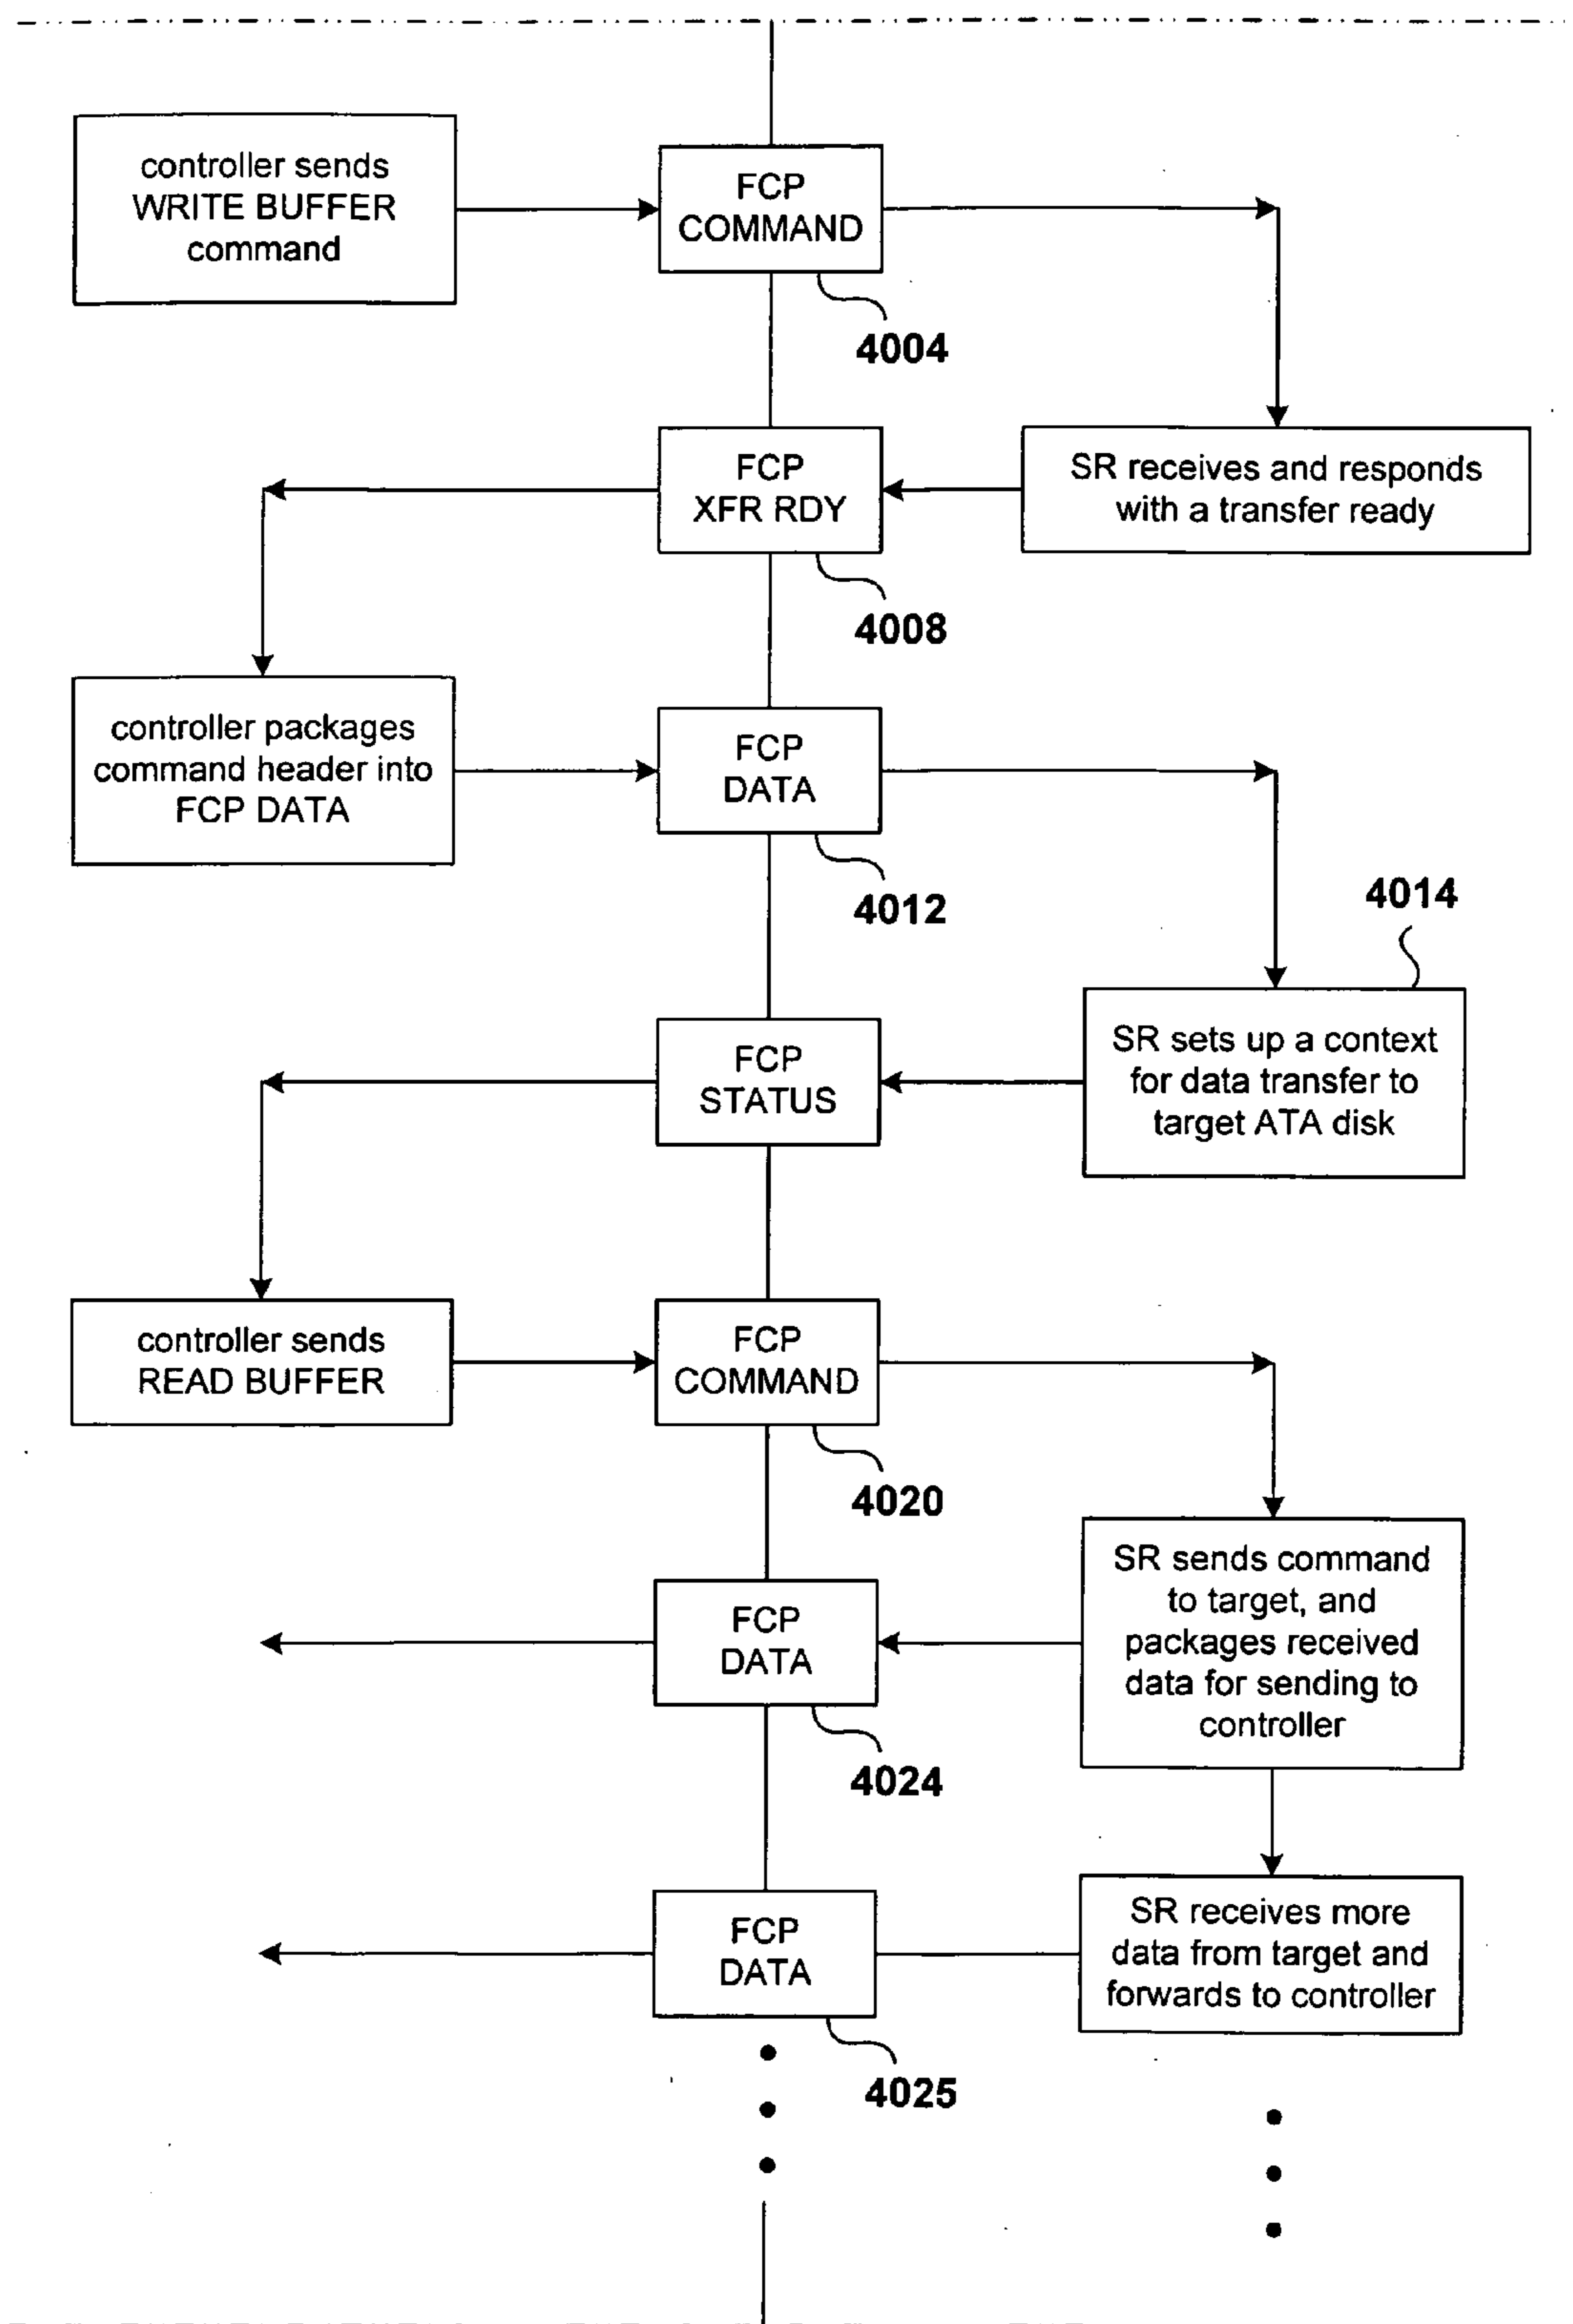 controller sends
WRITE BUFFER
command
FCP
COMMAND
4004
FCP
XFR RDY
SR receives and responds
with a transfer ready
4008
controller packages
command header into
FCP DATA
FCP
DATA
4012
4014
FCP
STATUS
SR sets up a context
for data transfer to
target ATA disk
controller sends
READ BUFFER
FCP
COMMAND
4020
SR sends command
to target, and
packages received
data for sending to
controller
FCP
DATA
4024
FCP
DATA
SR receives more
data from target and
forwards to controller
4025